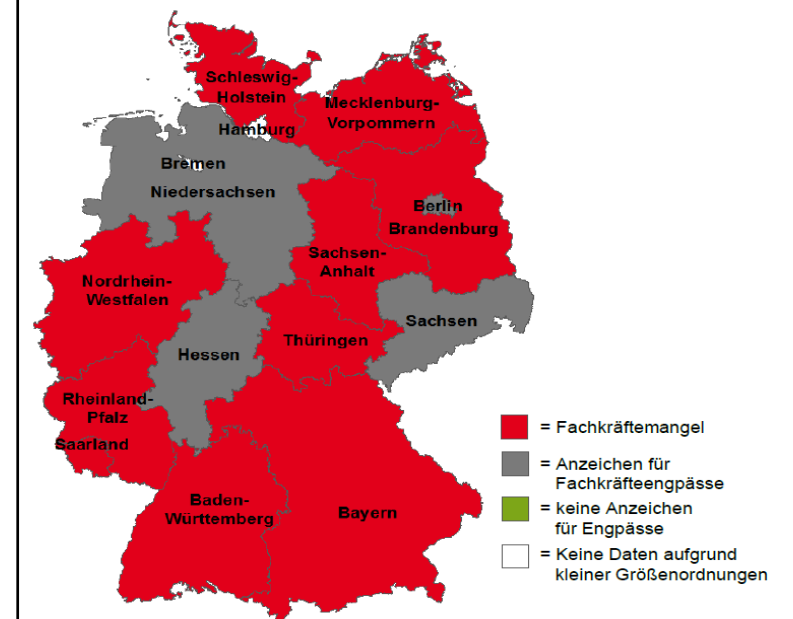 Schleswig-
Holstein
Mecklenburg-
Vorpommern
Hamburg
Bremen
Niedersachsen
Berlin
Brandenburg
Sachsen-
Anhalt
Nordrhein-
Westfalen
Sachsen
Thüringen
Hessen
Rheinland-
Pfalz
Saarland
Baden-
Württemberg
Bayern
= Fachkräftemangel
= Anzeichen für
Fachkräfteengpässe
= keine Anzeichen
für Engpässe
= Keine Daten aufgrund
kleiner Größenordnungen